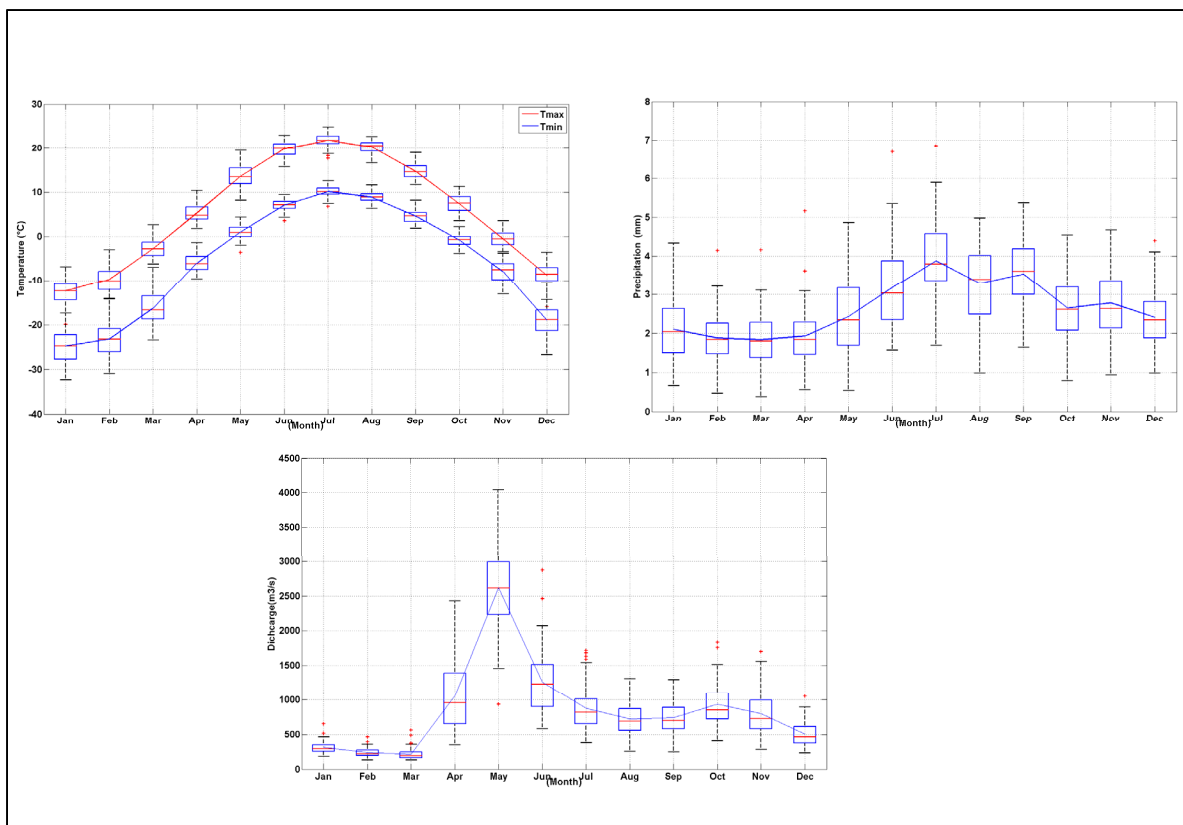 30
20
10
0
-10
-20
-30
-40
Temperature (°C)
Tmax
Tmin
Jan Feb Mar Apr May Jun Jul Aug Sep Oct Nov Dec
(Month)
8
7
6
5
4
3
2
1
0
Precipitation (mm)
Jan Feb Mar Apr May Jun Jul Aug Sep Oct Nov Dec
(Month)
4500
4000
3500
3000
2500
2000
1500
1000
500
0
Dichcarge(m3/s)
Jan Feb Mar Apr May Jun Jul Aug Sep Oct Nov Dec
(Month)